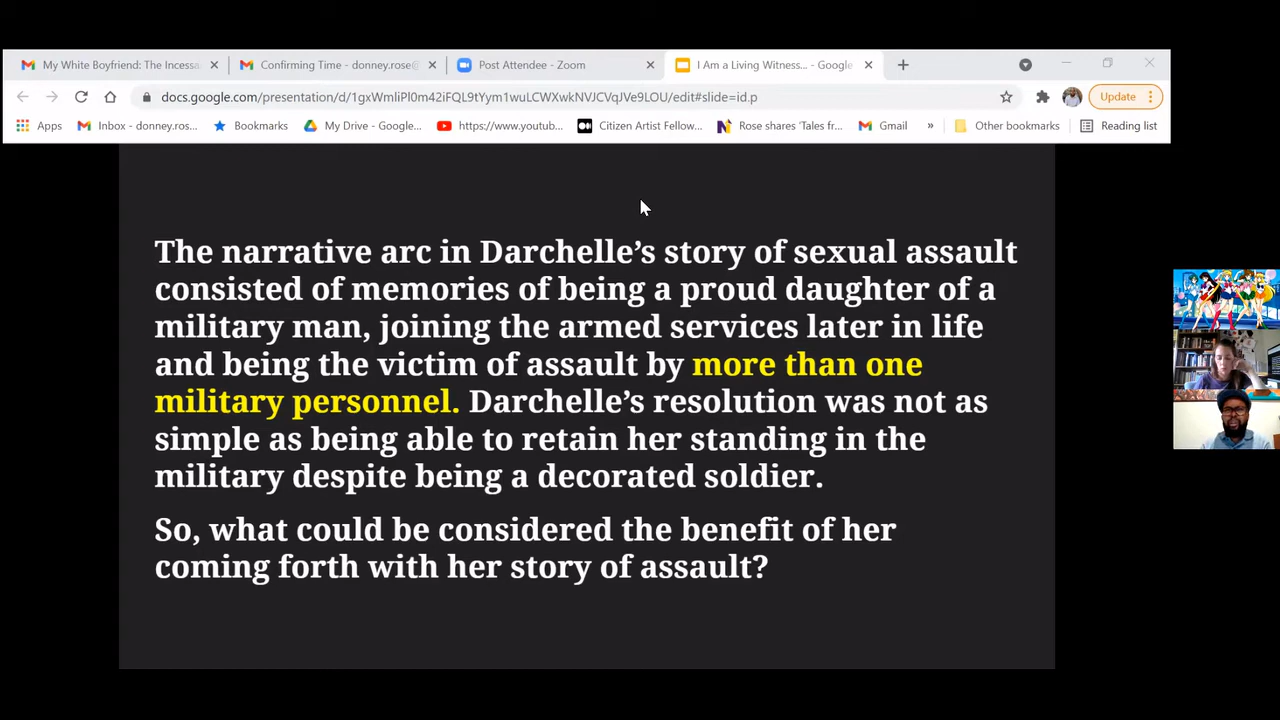 My White Boyfriend: The Incessa
Confirming Time - donney.rose@
Post Attendee - Zoom
I Am a Living Witness... - Google
docs.google.com/presentation/d/1gxWmliPl0m42iFQL9tYym1wuLCWXwkNVJCVqJVe9LOU/edit#slide=id.p
Update
Apps
Inbox - donney.ros...
Bookmarks
My Drive - Google...
https://www.youtub...
Citizen Artist Fellow...
Rose shares 'Tales fr...
Gmail
»
Other bookmarks
Reading list
The narrative arc in Darchelle’s story of sexual assault
consisted of memories of being a proud daughter of a
military man, joining the armed services later in life
and being the victim of assault by more than one
military personnel. Darchelle’s resolution was not as
simple as being able to retain her standing in the
military despite being a decorated soldier.
So, what could be considered the benefit of her
coming forth with her story of assault?